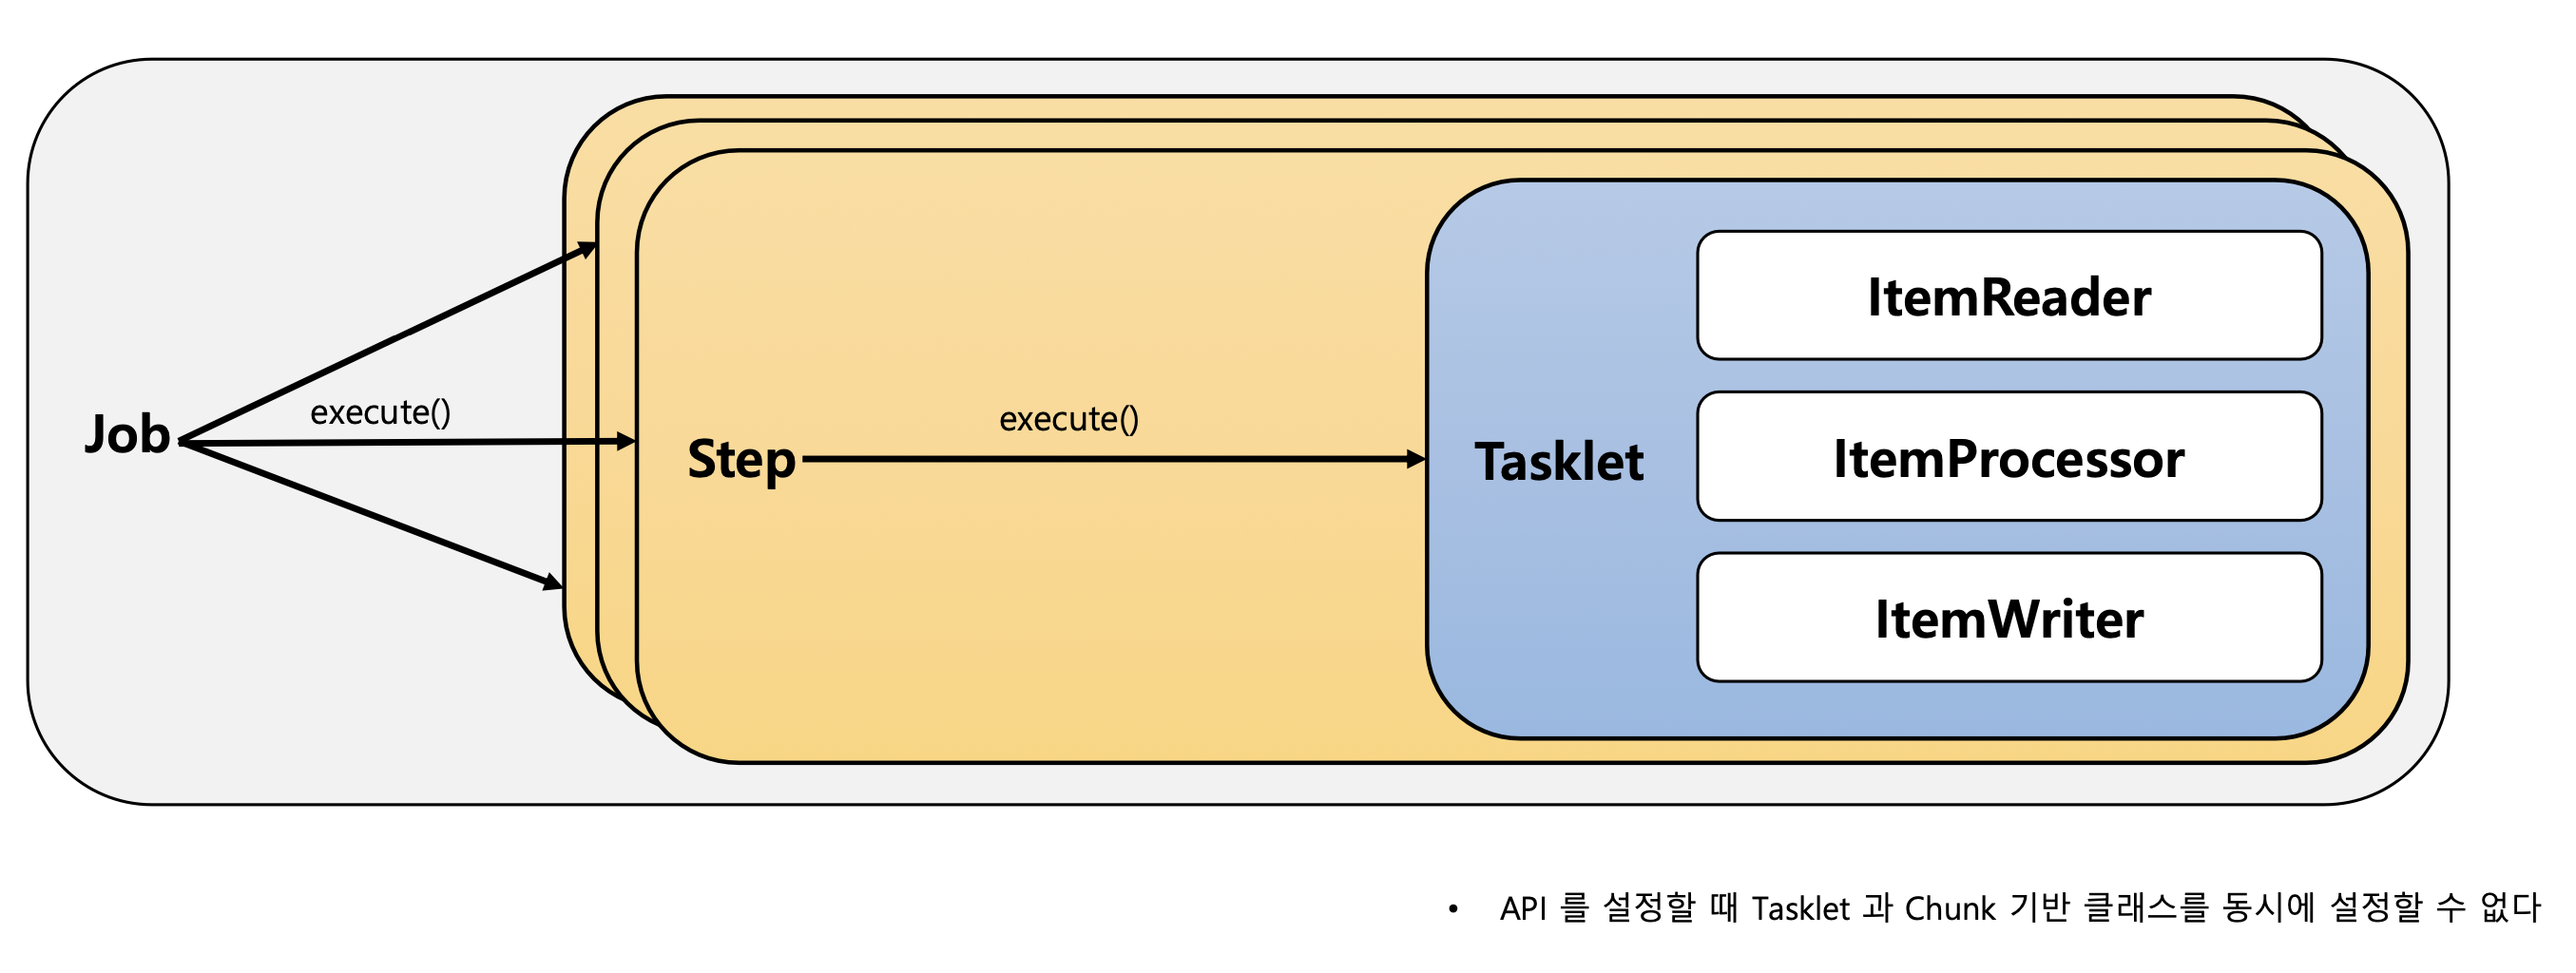 Job
execute()
Step
execute()
Tasklet
ItemReader
ItemProcessor
ItemWriter
• API 를 설정할 때 Tasklet 과 Chunk 기반 클래스를 동시에 설정할 수 없다